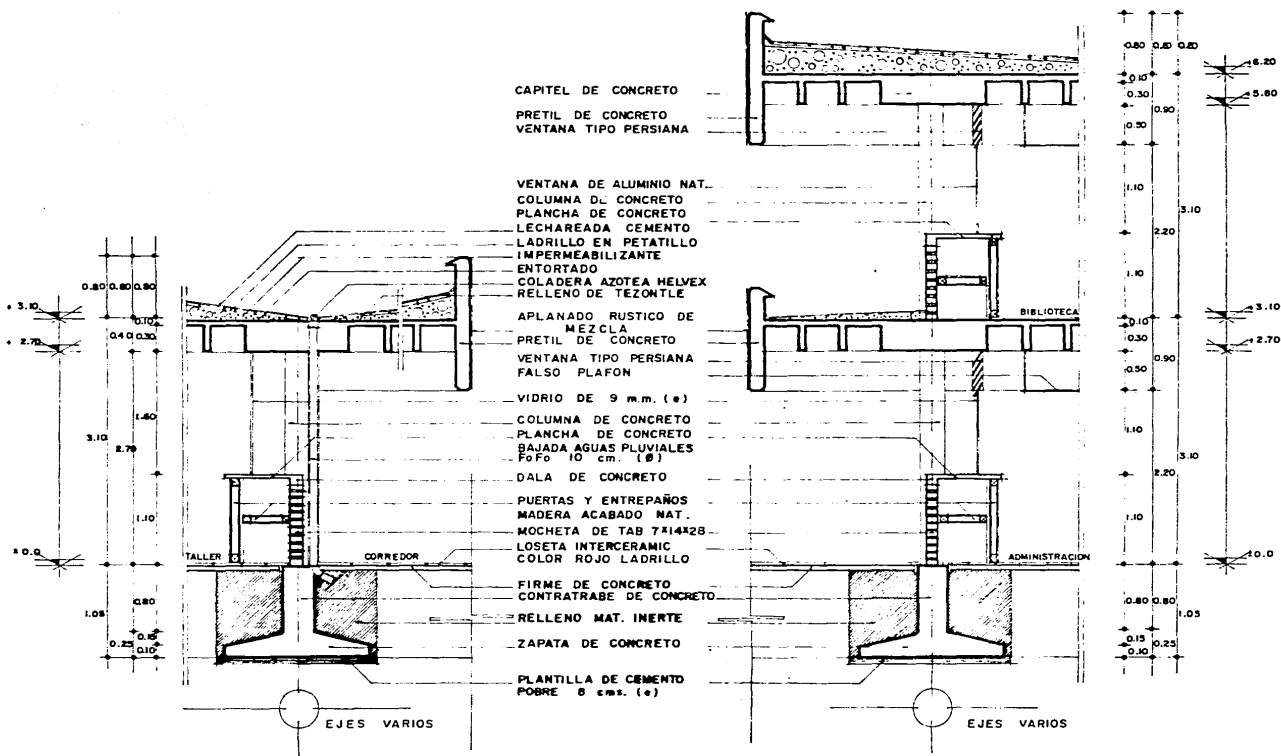 CAPITEL DE CONCRETO
PRETIL DE CONCRETO
VENTANA TIPO PERSIANA
VENTANA DE ALUMINIO NAT.
COLUMNA DE CONCRETO
PLANCHA DE CONCRETO
LECHAREADA CEMENTO
LADRILLO EN PETATILLO
IMPERMEABILIZANTE
ENTORTADO
COLADERA AZOTEA HELVEX
RELLENO DE TEZONTLE
APLANADO RUSTICO DE
MEZCLA
PRETIL DE CONCRETO
VENTANA TIPO PERSIANA
FALSO PLAFON
VIDRIO DE 9 m.m. (e)
COLUMNA DE CONCRETO
PLANCHA DE CONCRETO
BAJADA AGUAS PLUVIALES
FoFo 10 cm. (Ø)
DALA DE CONCRETO
PUERTAS Y ENTREPAÑOS
MADERA ACABADO NAT.
MOCHETA DE TAB 7x14x28
LOSETA INTERCERAMIC
COLOR ROJO LADRILLO
FIRME DE CONCRETO
CONTRATRABE DE CONCRETO
RELLENO MAT. INERTE
ZAPATA DE CONCRETO
PLANTILLA DE CEMENTO
POBRE 8 cms. (e)
0.80 0.80 0.80
+ 3.10
0.10
0.40 0.30
+ 2.70
1.60
3.10
2.70
1.10
± 0.0
TALLER
CORREDOR
0.80
1.05
0.15
0.25
0.10
EJES VARIOS
0.80 0.80 0.80
+6.20
0.10
0.30
+5.80
0.90
0.50
1.10
3.10
2.20
1.10
BIBLIOTECA
+3.10
0.10
0.30
+2.70
0.90
0.50
1.10
3.10
2.20
1.10
ADMINISTRACION
±0.0
0.80 0.80
1.05
0.15
0.25
0.10
EJES VARIOS